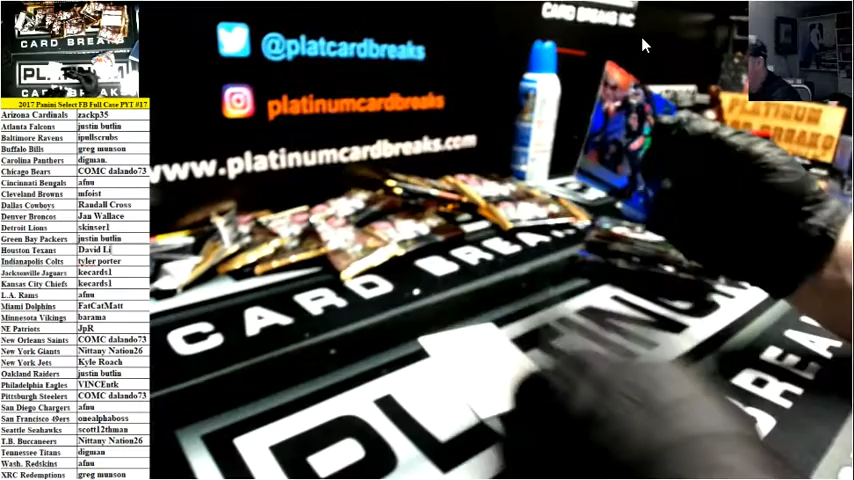 CARD BREAKS KC
@platcardbreaks
platinumcardbreaks
www.platinumcardbreaks.com
CARD BREAKS
2017 Panini Select FB Full Case PYT #17
Arizona Cardinals zackp35
Atlanta Falcons justin butlin
Baltimore Ravens ipullscrubs
Buffalo Bills greg munson
Carolina Panthers digman.
Chicago Bears COMC dalando73
Cincinnati Bengals afnu
Cleveland Browns mfoist
Dallas Cowboys Raudall Cross
Denver Broncos Jan Wallace
Detroit Lions skinser1
Green Bay Packers justin butlin
Houston Texans David Li
Indianapolis Colts tyler porter
Jacksonville Jaguars kecards1
Kansas City Chiefs kecards1
L.A. Rams afnu
Miami Dolphins FatCatMatt
Minnesota Vikings barama
NE Patriots JpR
New Orleans Saints COMC dalando73
New York Giants Nittany Nation26
New York Jets Kyle Roach
Oakland Raiders justin butlin
Philadelphia Eagles VINCEntk
Pittsburgh Steelers COMC dalando73
San Diego Chargers afnu
San Francisco 49ers onealphaboss
Seattle Seahawks scott12thman
T.B. Buccaneers Nittany Nation26
Tennessee Titans digman
Wash. Redskins afnu
XRC Redemptions greg munson
PLATINUM
CARD BREAKS
CARD BREA
BREA